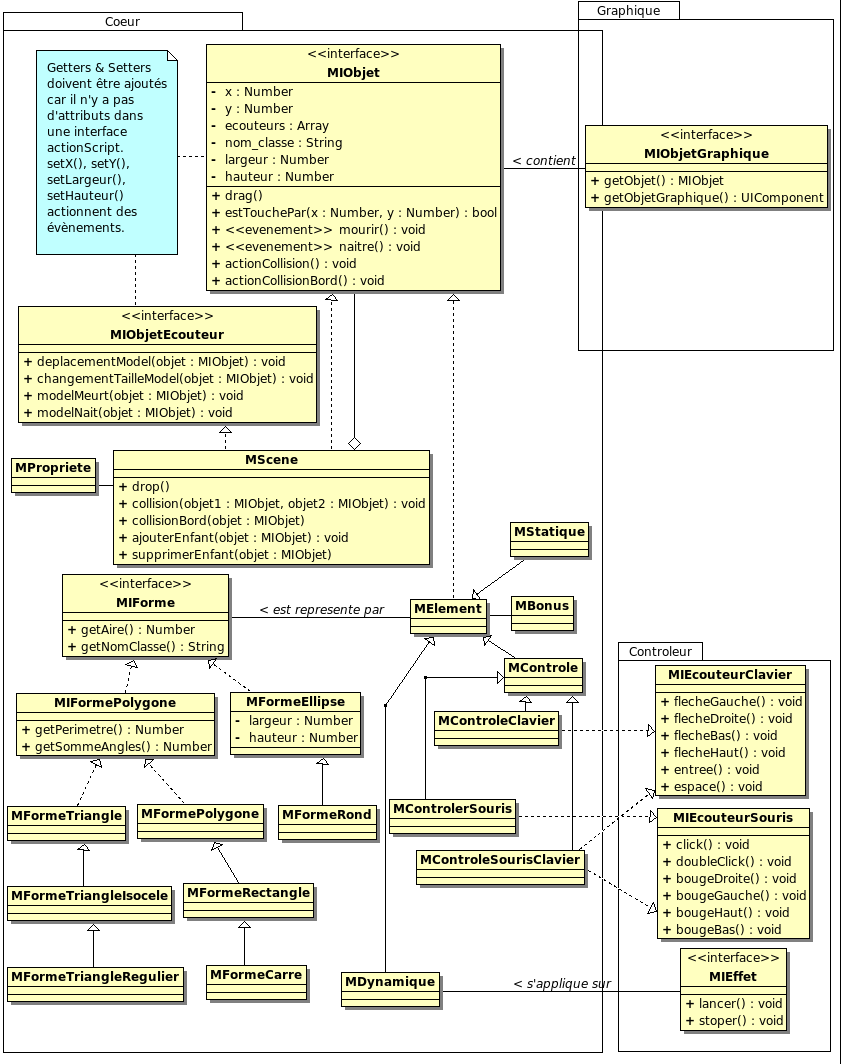 Coeur
Graphique
Getters & Setters
doivent être ajoutés
car il n'y a pas
d'attributs dans
une interface
actionScript.
setX(), setY(),
setLargeur(),
setHauteur()
actionnent des
évènements.
<<interface>>
MIObjet
- x : Number
- y : Number
- ecouteurs : Array
- nom_classe : String
- largeur : Number
- hauteur : Number
+ drag()
+ estTouchePar(x : Number, y : Number) : bool
+ <<evenement>> mourir() : void
+ <<evenement>> naitre() : void
+ actionCollision() : void
+ actionCollisionBord() : void
< contient
<<interface>>
MIObjetGraphique
+ getObjet() : MIObjet
+ getObjetGraphique() : UIComponent
<<interface>>
MIObjetEcouteur
+ deplacementModel(objet : MIObjet) : void
+ changementTailleModel(objet : MIObjet) : void
+ modelMeurt(objet : MIObjet) : void
+ modelNait(objet : MIObjet) : void
MPropriete
MScene
+ drop()
+ collision(objet1 : MIObjet, objet2 : MIObjet) : void
+ collisionBord(objet : MIObjet)
+ ajouterEnfant(objet : MIObjet) : void
+ supprimerEnfant(objet : MIObjet)
MStatique
<<interface>>
MIForme
+ getAire() : Number
+ getNomClasse() : String
< est represente par
MElement
MBonus
MControle
Controleur
MIEcouteurClavier
+ flecheGauche() : void
+ flecheDroite() : void
+ flecheBas() : void
+ flecheHaut() : void
+ entree() : void
+ espace() : void
MIFormePolygone
+ getPerimetre() : Number
+ getSommeAngles() : Number
MFormeEllipse
- largeur : Number
- hauteur : Number
MControleClavier
MFormeTriangle
MFormePolygone
MFormeRond
MControlerSouris
MIEcouteurSouris
+ click() : void
+ doubleClick() : void
+ bougeDroite() : void
+ bougeGauche() : void
+ bougeHaut() : void
+ bougeBas() : void
MControleSourisClavier
MFormeTriangleIsocele
MFormeRectangle
MFormeTriangleRegulier
MFormeCarre
MDynamique
< s'applique sur
<<interface>>
MIEffet
+ lancer() : void
+ stoper() : void